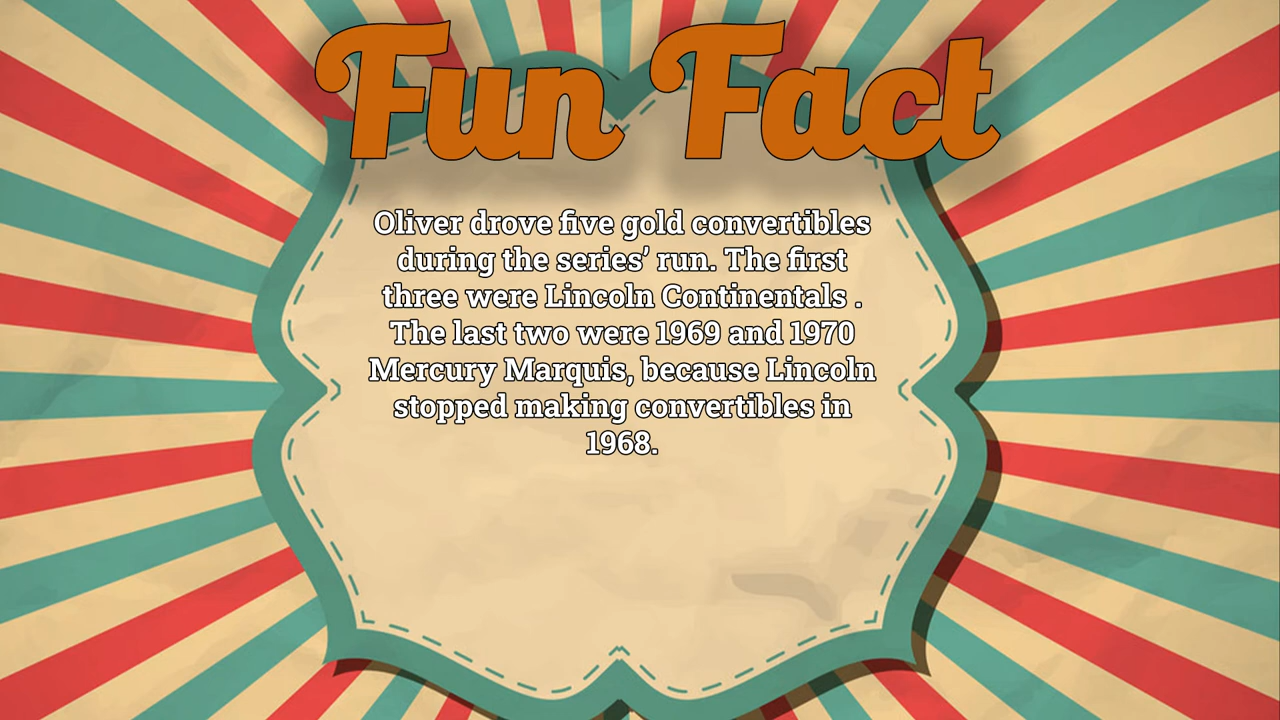 Fun Fact
Oliver drove five gold convertibles
during the series’ run. The first
three were Lincoln Continentals .
The last two were 1969 and 1970
Mercury Marquis, because Lincoln
stopped making convertibles in
1968.